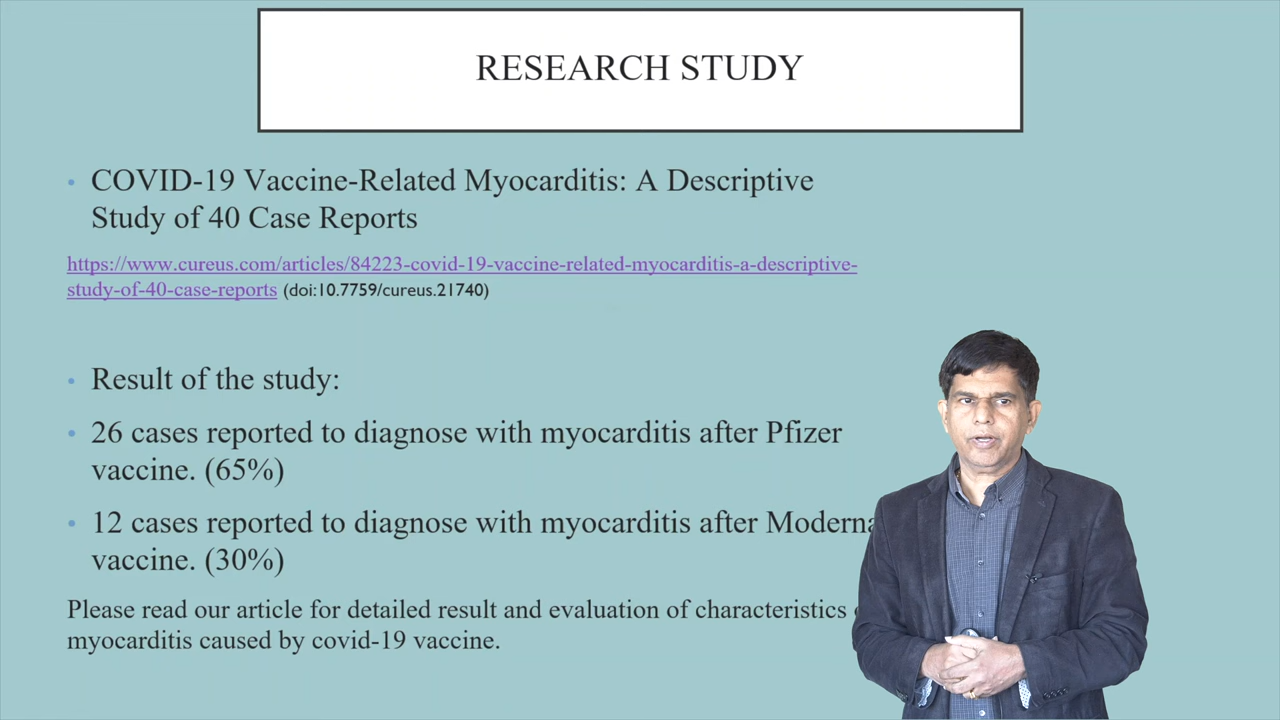 RESEARCH STUDY
• COVID-19 Vaccine-Related Myocarditis: A Descriptive
Study of 40 Case Reports
https://www.cureus.com/articles/84223-covid-19-vaccine-related-myocarditis-a-descriptive-
study-of-40-case-reports (doi:10.7759/cureus.21740)
• Result of the study:
• 26 cases reported to diagnose with myocarditis after Pfizer
vaccine. (65%)
• 12 cases reported to diagnose with myocarditis after Moderna
vaccine. (30%)
Please read our article for detailed result and evaluation of characteristics
myocarditis caused by covid-19 vaccine.